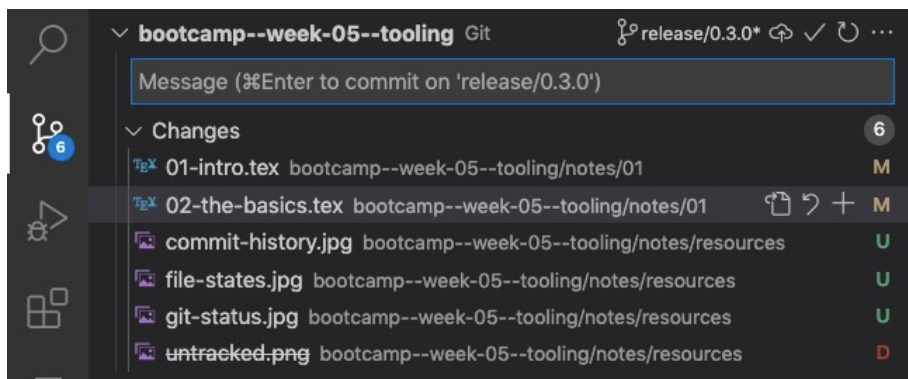 bootcamp--week-05--tooling Git release/0.3.0*
Message (⌘Enter to commit on 'release/0.3.0')
6
Changes 6
TEX 01-intro.tex bootcamp--week-05--tooling/notes/01 M
TEX 02-the-basics.tex bootcamp--week-05--tooling/notes/01 M
commit-history.jpg bootcamp--week-05--tooling/notes/resources U
file-states.jpg bootcamp--week-05--tooling/notes/resources U
git-status.jpg bootcamp--week-05--tooling/notes/resources U
untracked.png bootcamp--week-05--tooling/notes/resources D